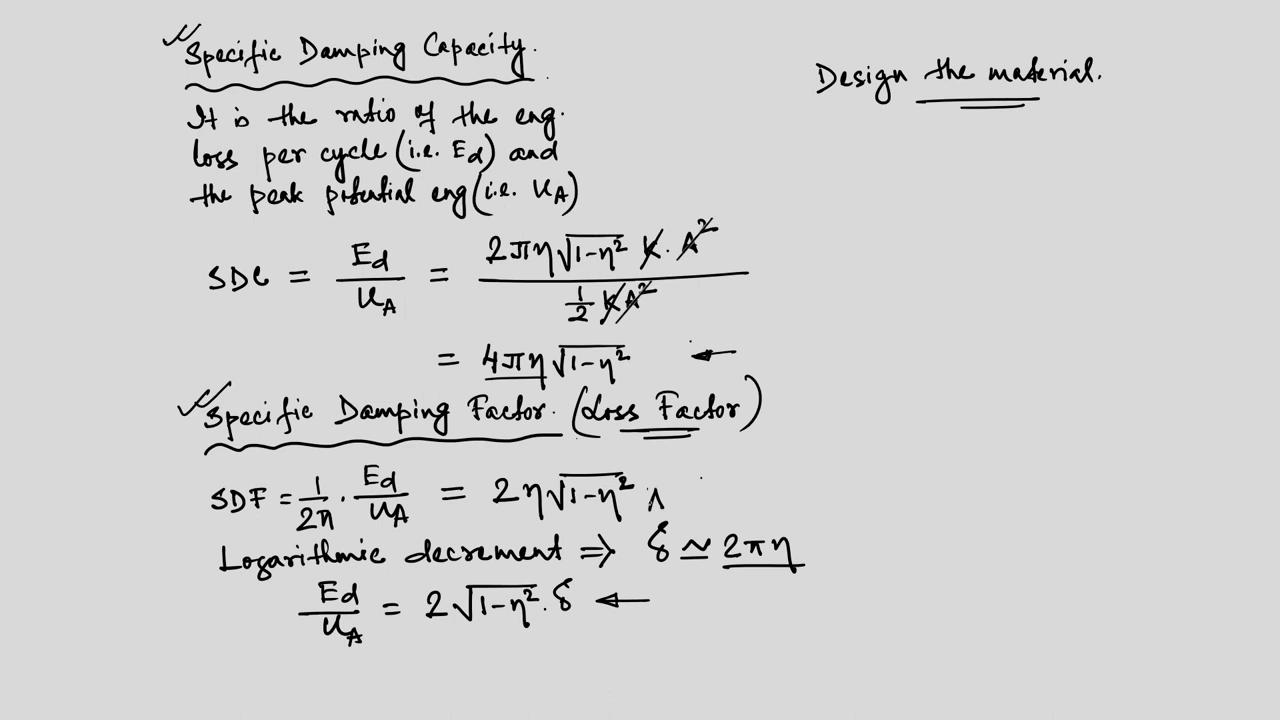 Specific Damping Capacity.
It is the ratio of the eng.
loss per cycle (i.e. Ed) and
the peak potential eng (i.e. UA)
SDC = Ed/UA = 2πη√(1-η²) K. A² / ½ KA²
= 4πη√(1-η²) ←
Specific Damping Factor. (Loss Factor)
SDF = 1/2π . Ed/UA = 2η√(1-η²)
Logarithmic decrement ⇒ δ ≃ 2πη
Ed/UA = 2√(1-η²) . δ ←
Design the material.